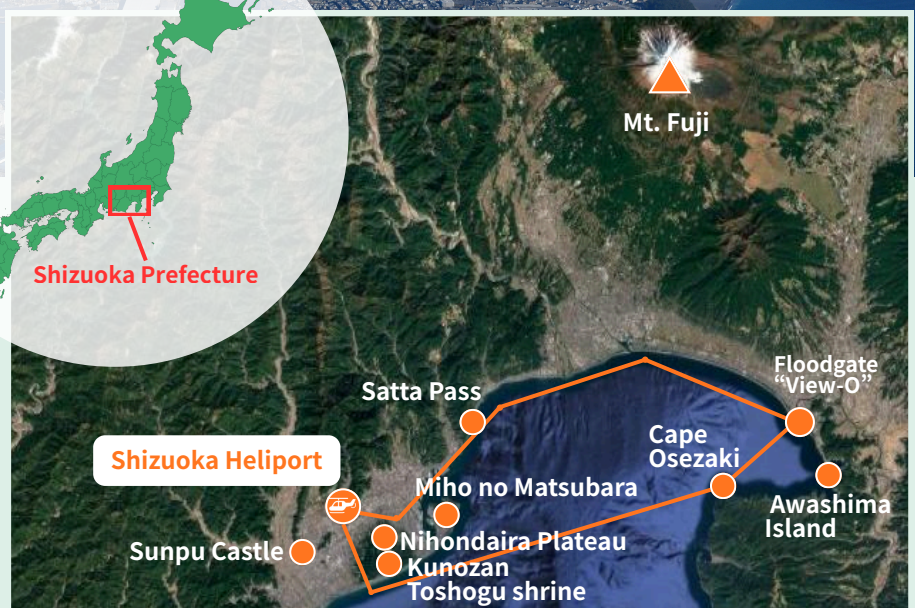 Mt. Fuji
Shizuoka Prefecture
Floodgate
“View-O”
Satta Pass
Cape
Osezaki
Shizuoka Heliport
Miho no Matsubara
Awashima
Island
Nihondaira Plateau
Sunpu Castle
Kunozan
Toshogu shrine